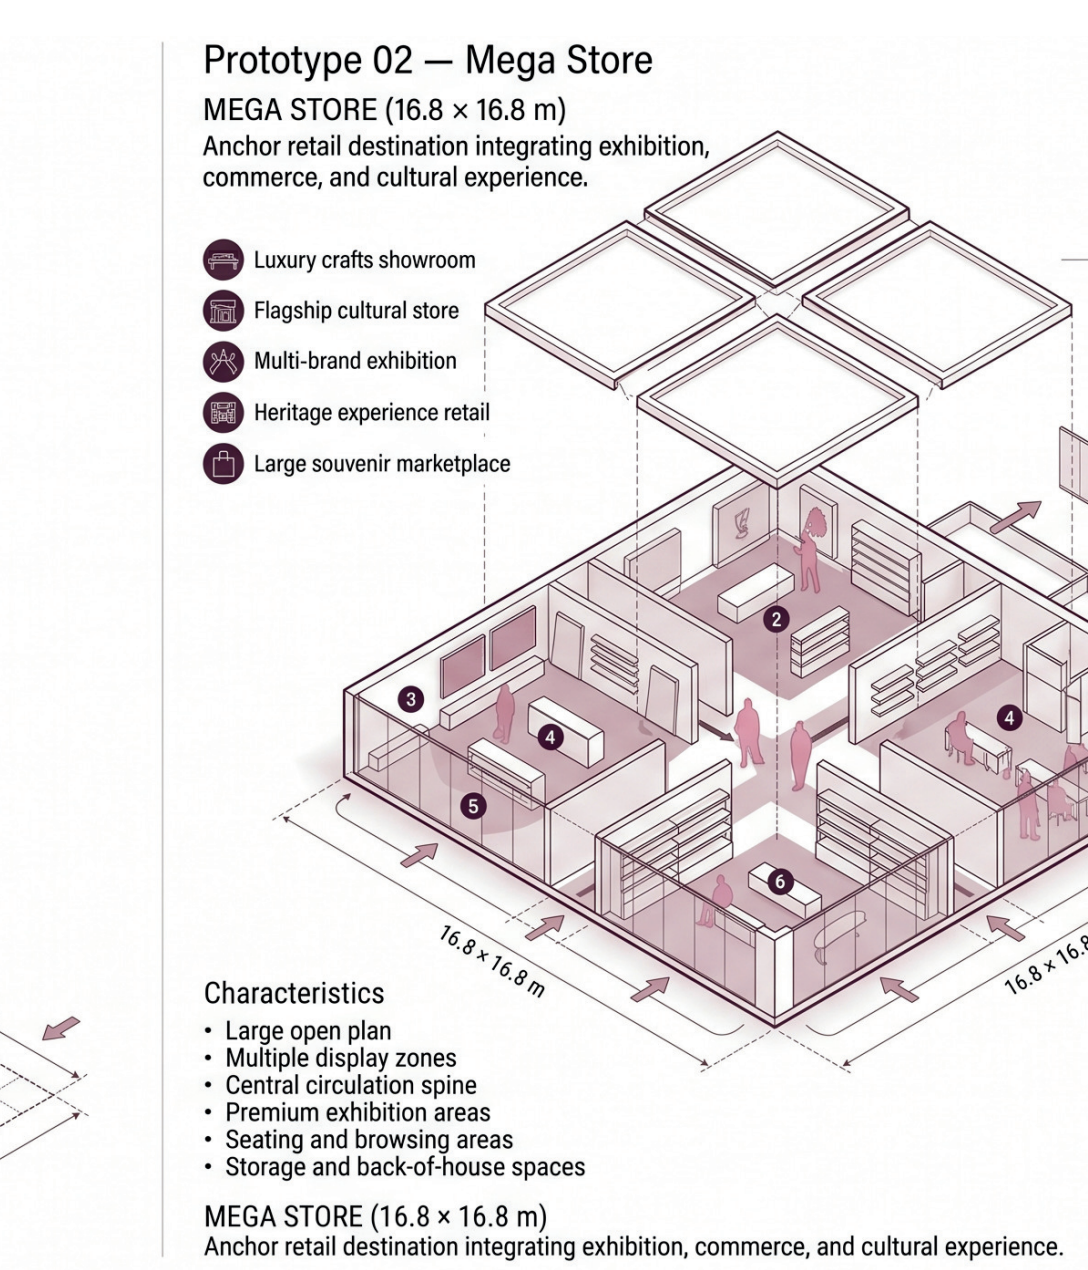 Prototype 02 — Mega Store
MEGA STORE (16.8 × 16.8 m)
Anchor retail destination integrating exhibition,
commerce, and cultural experience.
Luxury crafts showroom
Flagship cultural store
Multi-brand exhibition
Heritage experience retail
Large souvenir marketplace
2
3
4
4
5
6
16.8 × 16.8 m
16.8 × 16.8
Characteristics
• Large open plan
• Multiple display zones
• Central circulation spine
• Premium exhibition areas
• Seating and browsing areas
• Storage and back-of-house spaces
MEGA STORE (16.8 × 16.8 m)
Anchor retail destination integrating exhibition, commerce, and cultural experience.